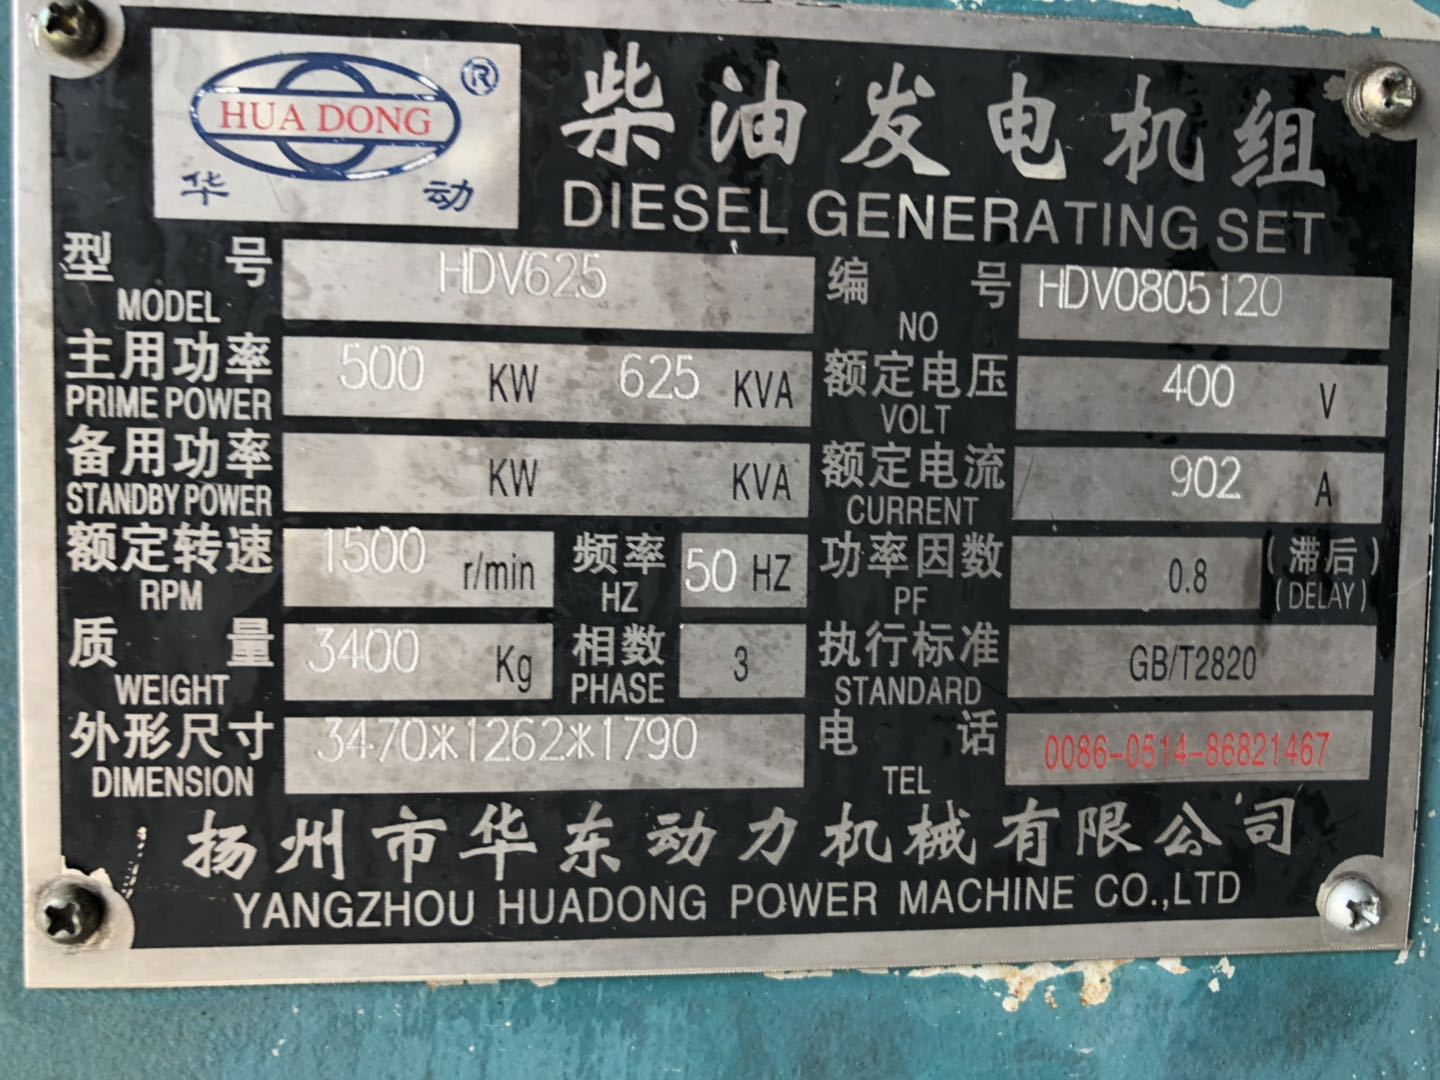 HUA DONG ®
华 动
柴油发电机组
DIESEL GENERATING SET
型 号 HDV625 编 号 HDV0805120
MODEL NO
主用功率 500 KW 625 KVA 额定电压 400 V
PRIME POWER VOLT
备用功率 KW KVA 额定电流 902 A
STANDBY POWER CURRENT
额定转速 1500 r/min 频率 50 HZ 功率因数 0.8 (滞后)
RPM HZ PF (DELAY)
质 量 3400 Kg 相数 3 执行标准 GB/T2820
WEIGHT PHASE STANDARD
外形尺寸 3470*1262*1790 电 话 0086-0514-86821467
DIMENSION TEL
扬州市华东动力机械有限公司
YANGZHOU HUADONG POWER MACHINE CO.,LTD